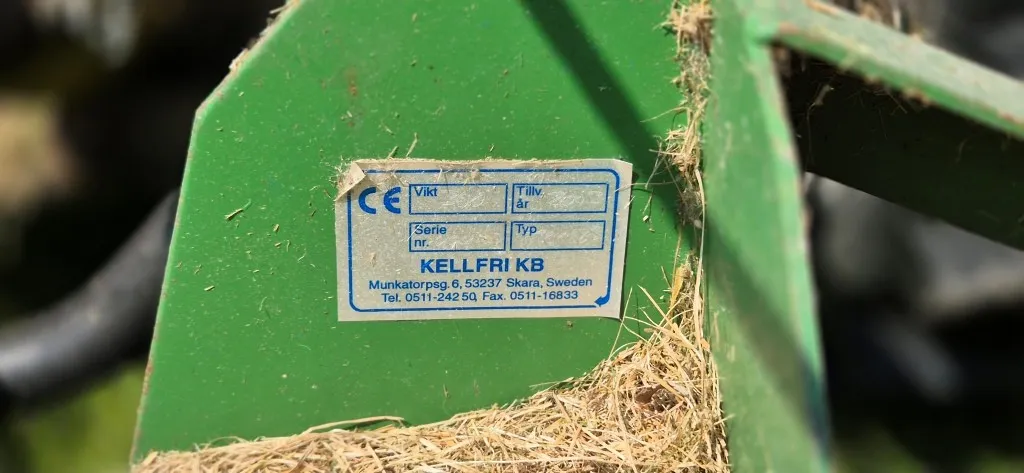 CE Vikt Tillv. år
Serie nr. Typ
KELLFRI KB
Munkatorpsg. 6, 53237 Skara, Sweden
Tel. 0511-242 50, Fax. 0511-16833